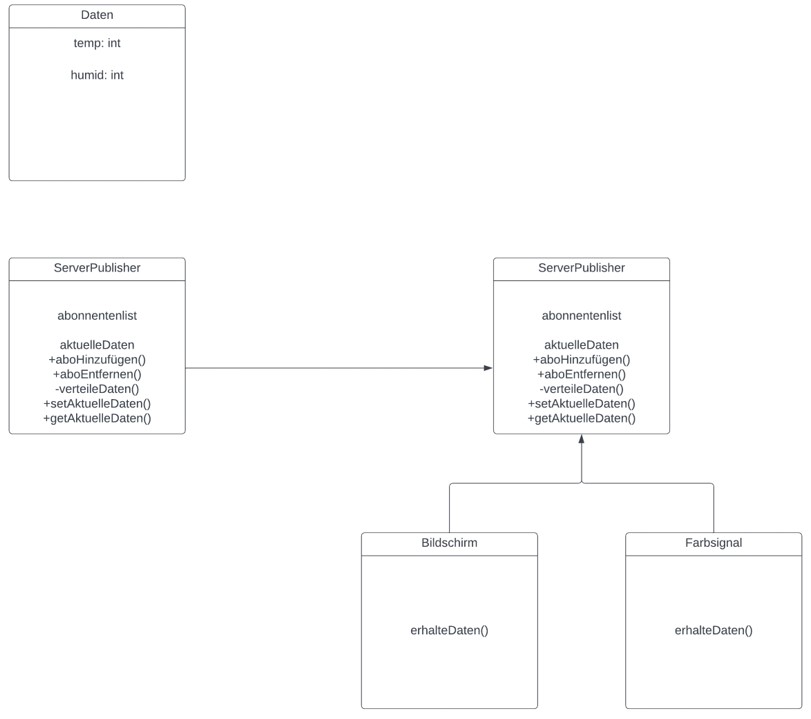 Daten
temp: int
humid: int
ServerPublisher
abonnentenlist
aktuelleDaten
+aboHinzufügen()
+aboEntfernen()
-verteileDaten()
+setAktuelleDaten()
+getAktuelleDaten()
ServerPublisher
abonnentenlist
aktuelleDaten
+aboHinzufügen()
+aboEntfernen()
-verteileDaten()
+setAktuelleDaten()
+getAktuelleDaten()
Bildschirm
erhalteDaten()
Farbsignal
erhalteDaten()